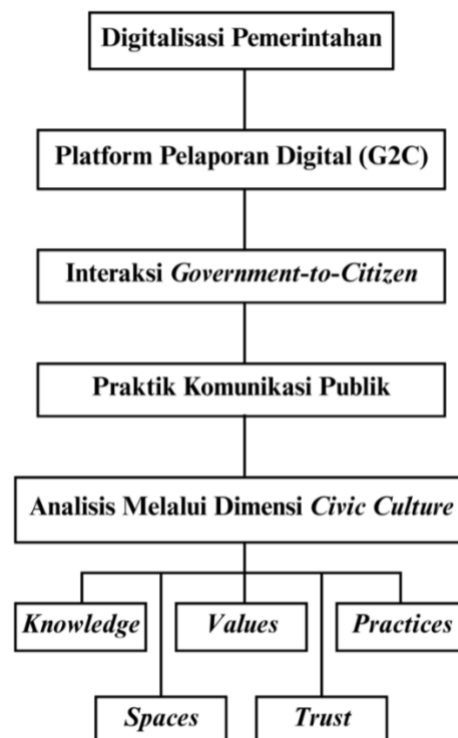 Digitalisasi Pemerintahan
Platform Pelaporan Digital (G2C)
Interaksi Government-to-Citizen
Praktik Komunikasi Publik
Analisis Melalui Dimensi Civic Culture
Knowledge
Values
Practices
Spaces
Trust